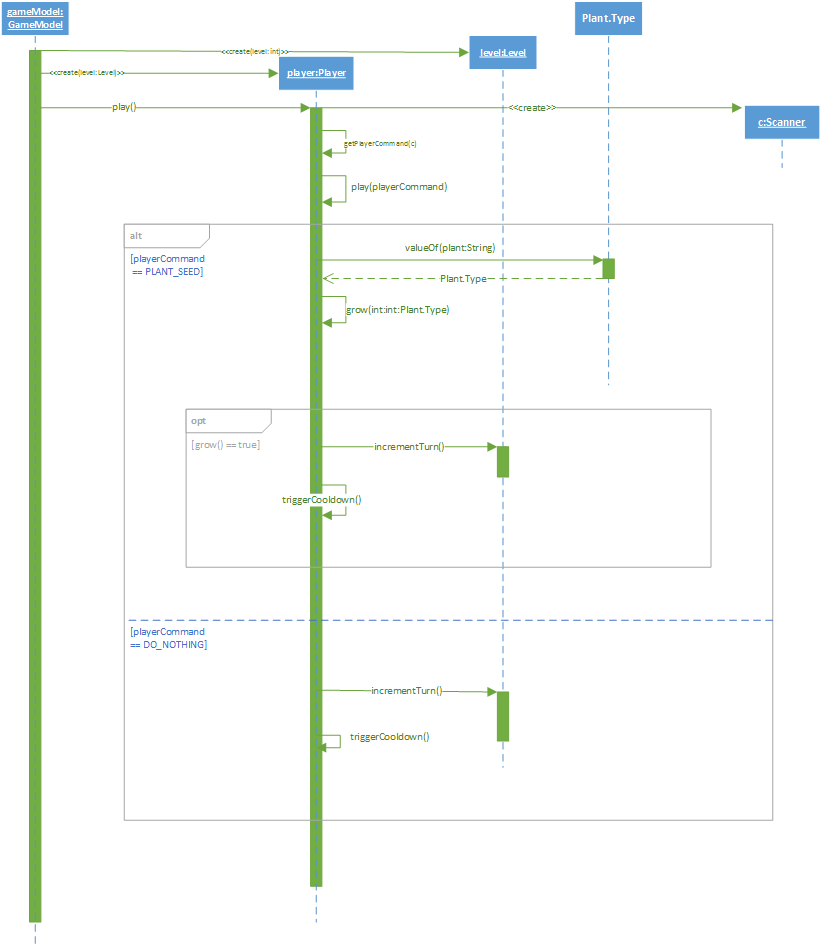 gameModel:
GameModel
Plant.Type
<<create(level:int)>>
level:Level
<<create(level:Level)>>
player:Player
play()
<<create>>
c:Scanner
getPlayerCommand(c)
play(playerCommand)
alt
valueOf(plant:String)
[playerCommand
== PLANT_SEED]
Plant.Type
grow(int:int:Plant.Type)
opt
[grow() == true]
incrementTurn()
triggerCooldown()
[playerCommand
== DO_NOTHING]
incrementTurn()
triggerCooldown()